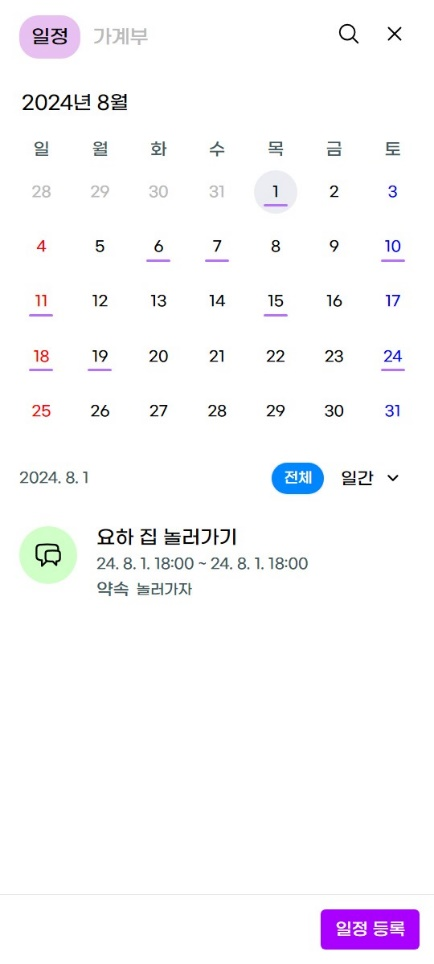 일정 가계부
2024년 8월
일 월 화 수 목 금 토
28 29 30 31 1 2 3
4 5 6 7 8 9 10
11 12 13 14 15 16 17
18 19 20 21 22 23 24
25 26 27 28 29 30 31
2024. 8. 1 전체 일간
요하 집 놀러가기
24. 8. 1. 18:00 ~ 24. 8. 1. 18:00
약속 놀러가자
일정 등록